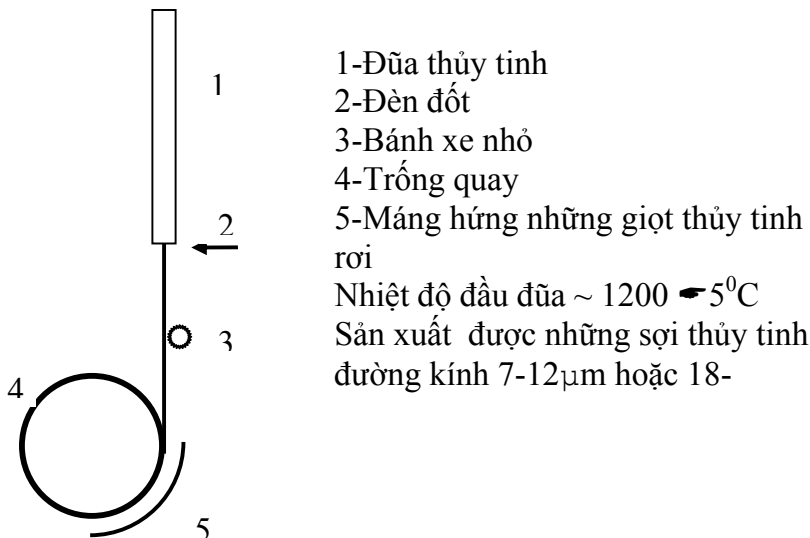 1
1-Đũa thủy tinh
2-Đèn đốt
3-Bánh xe nhỏ
4-Trống quay
2
5-Máng hứng những giọt thủy tinh
rơi
Nhiệt độ đầu đũa ~ 1200 ☛5⁰C
3
Sản xuất được những sợi thủy tinh
đường kính 7-12µm hoặc 18-
4
5